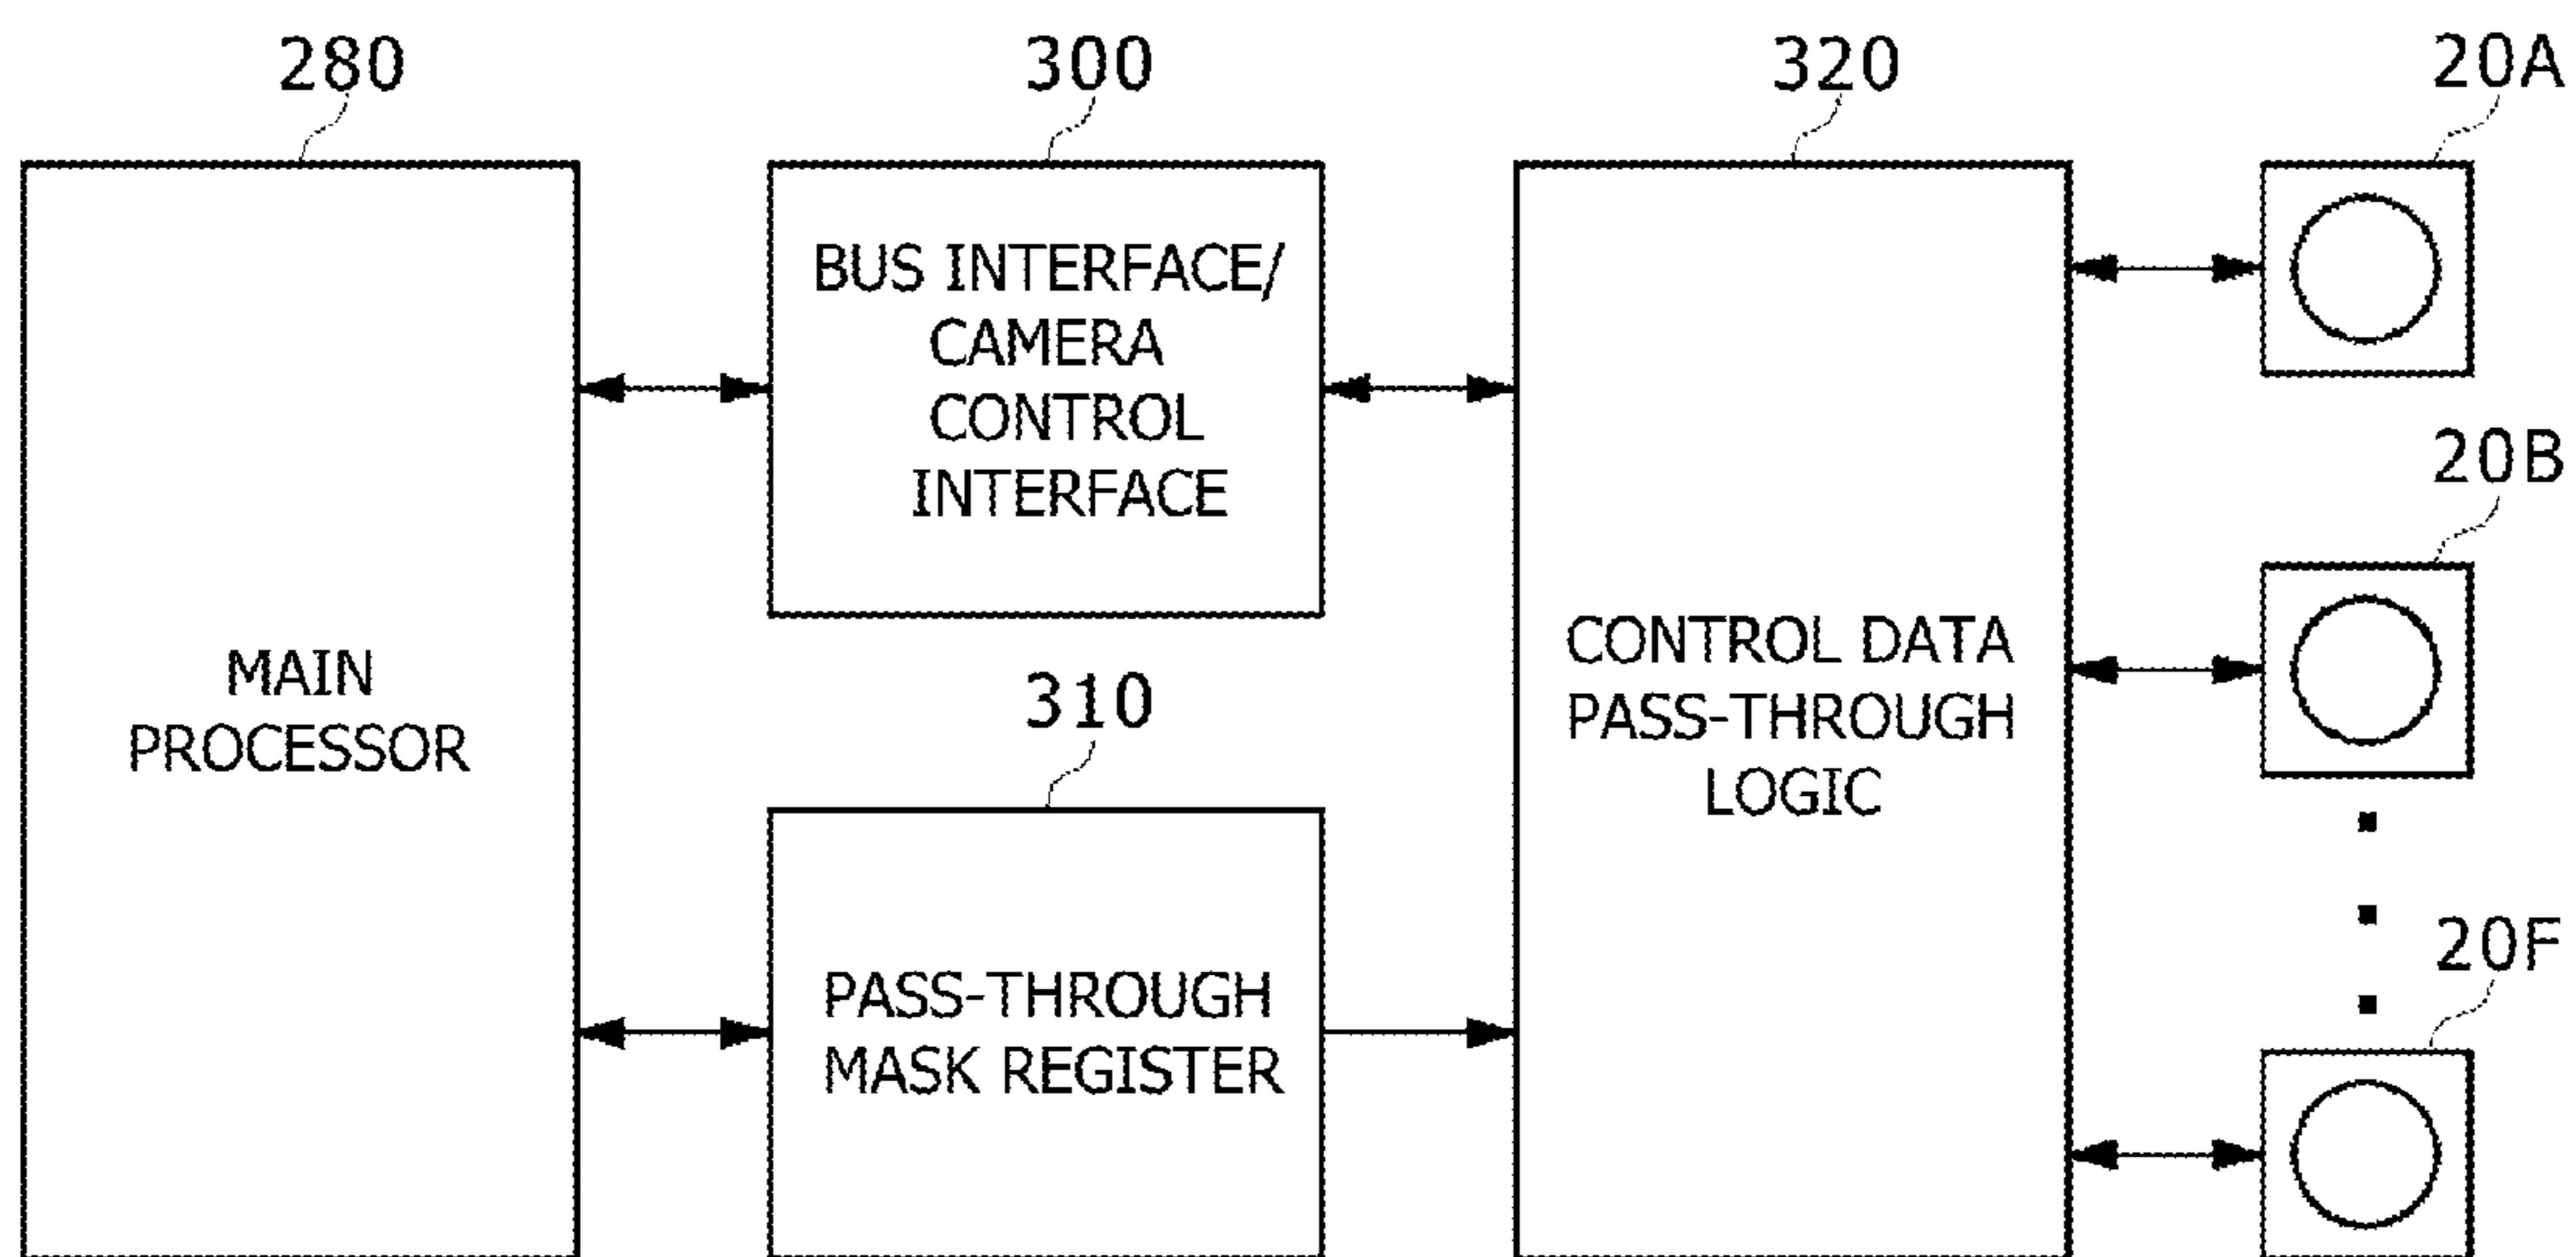 280
300
320
20A
BUS INTERFACE/
CAMERA
CONTROL
INTERFACE
20B
MAIN
PROCESSOR
310
CONTROL DATA
PASS-THROUGH
LOGIC
20F
PASS-THROUGH
MASK REGISTER